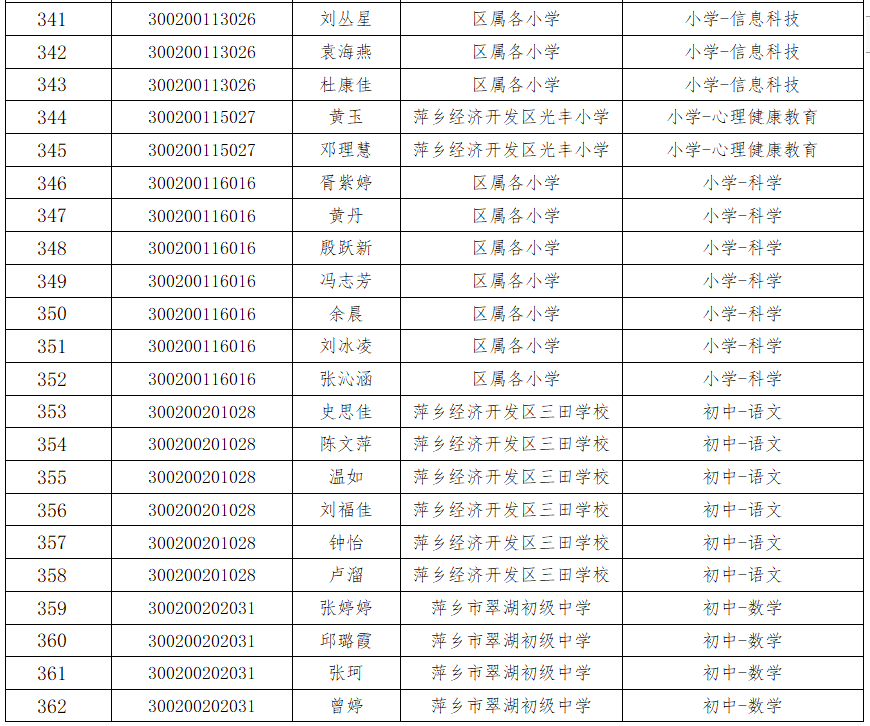 341 300200113026 刘丛星 区属各小学 小学-信息科技
342 300200113026 袁海燕 区属各小学 小学-信息科技
343 300200113026 杜康佳 区属各小学 小学-信息科技
344 300200115027 黄玉 萍乡经济开发区光丰小学 小学-心理健康教育
345 300200115027 邓理慧 萍乡经济开发区光丰小学 小学-心理健康教育
346 300200116016 胥紫婷 区属各小学 小学-科学
347 300200116016 黄丹 区属各小学 小学-科学
348 300200116016 殷跃新 区属各小学 小学-科学
349 300200116016 冯志芳 区属各小学 小学-科学
350 300200116016 余晨 区属各小学 小学-科学
351 300200116016 刘冰凌 区属各小学 小学-科学
352 300200116016 张沁涵 区属各小学 小学-科学
353 300200201028 史思佳 萍乡经济开发区三田学校 初中-语文
354 300200201028 陈文萍 萍乡经济开发区三田学校 初中-语文
355 300200201028 温如 萍乡经济开发区三田学校 初中-语文
356 300200201028 刘福佳 萍乡经济开发区三田学校 初中-语文
357 300200201028 钟怡 萍乡经济开发区三田学校 初中-语文
358 300200201028 卢溜 萍乡经济开发区三田学校 初中-语文
359 300200202031 张婷婷 萍乡市翠湖初级中学 初中-数学
360 300200202031 邱璐霞 萍乡市翠湖初级中学 初中-数学
361 300200202031 张珂 萍乡市翠湖初级中学 初中-数学
362 300200202031 曾婷 萍乡市翠湖初级中学 初中-数学